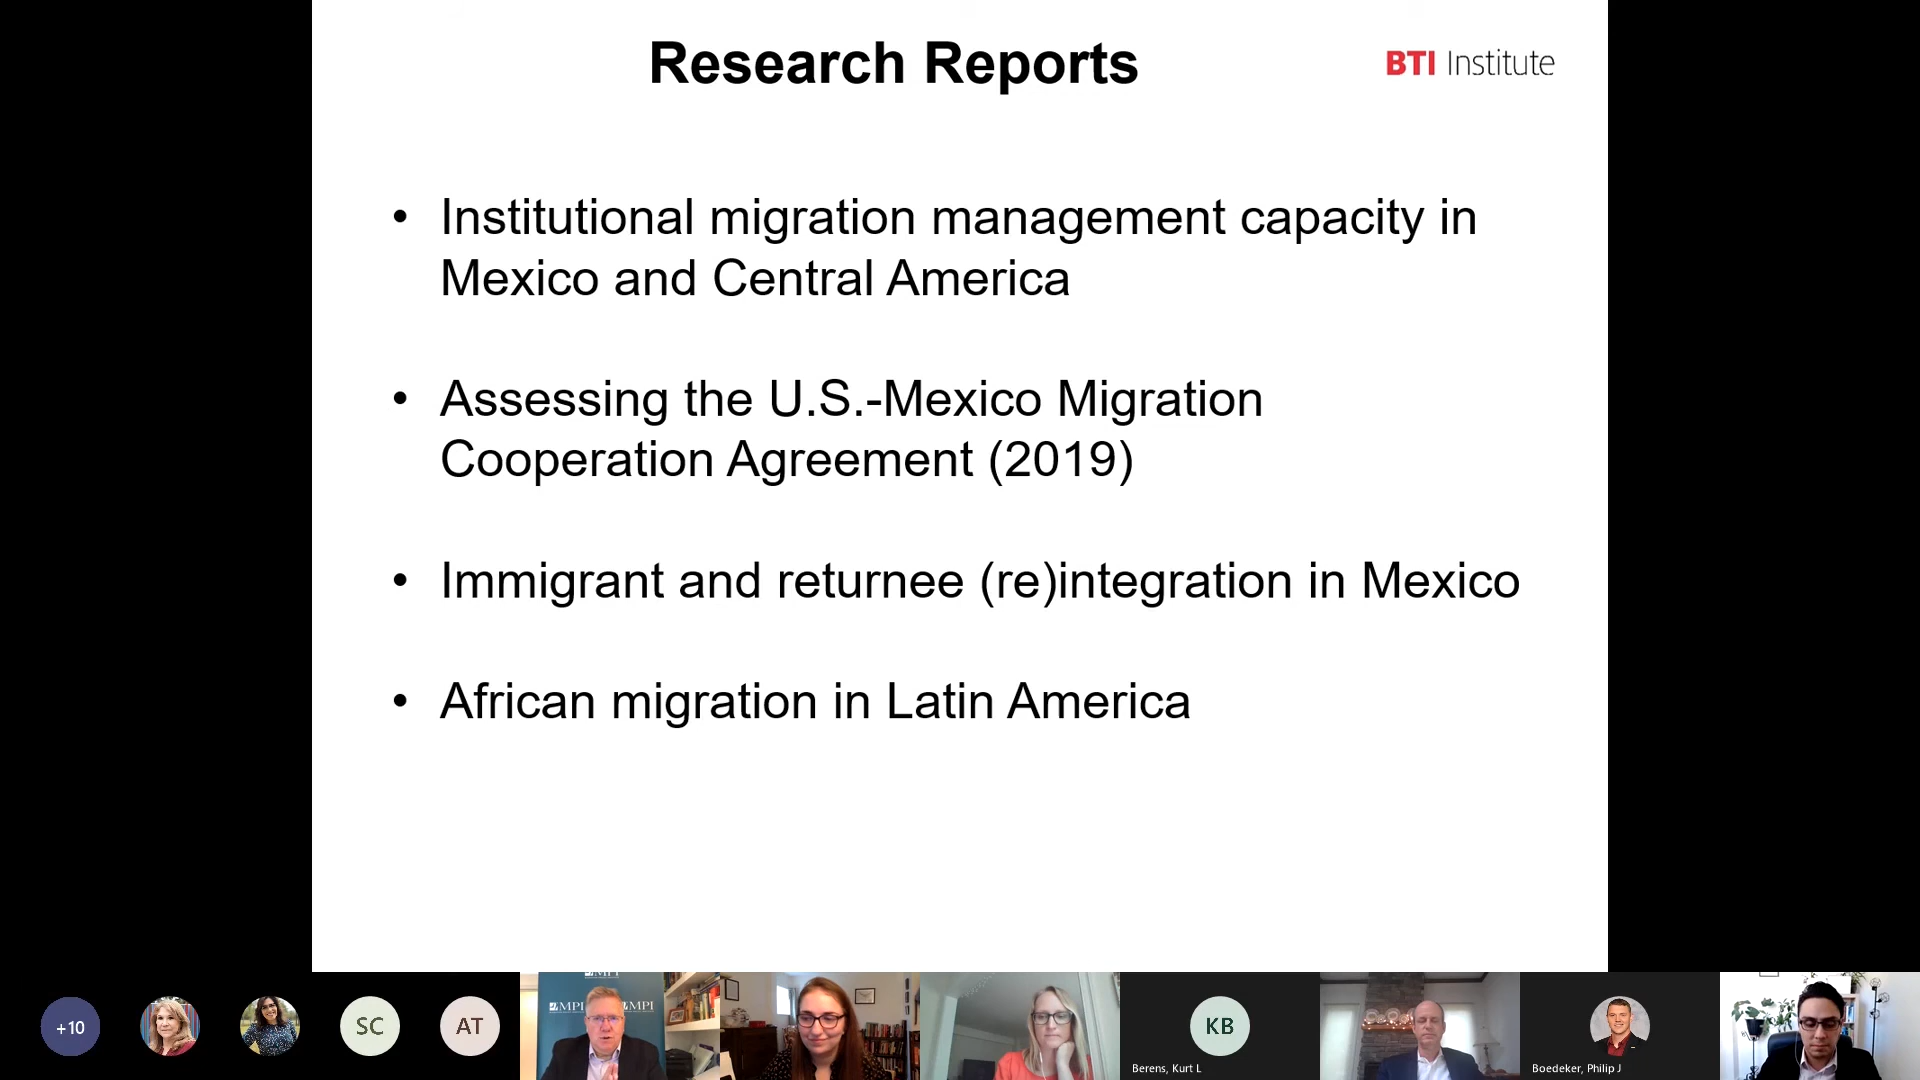 Research Reports
BTI Institute
• Institutional migration management capacity in
Mexico and Central America
• Assessing the U.S.-Mexico Migration
Cooperation Agreement (2019)
• Immigrant and returnee (re)integration in Mexico
• African migration in Latin America
+10
SC
AT
MPI
MPI
MPI
KB
Berens, Kurt L
Boedeker, Philip J